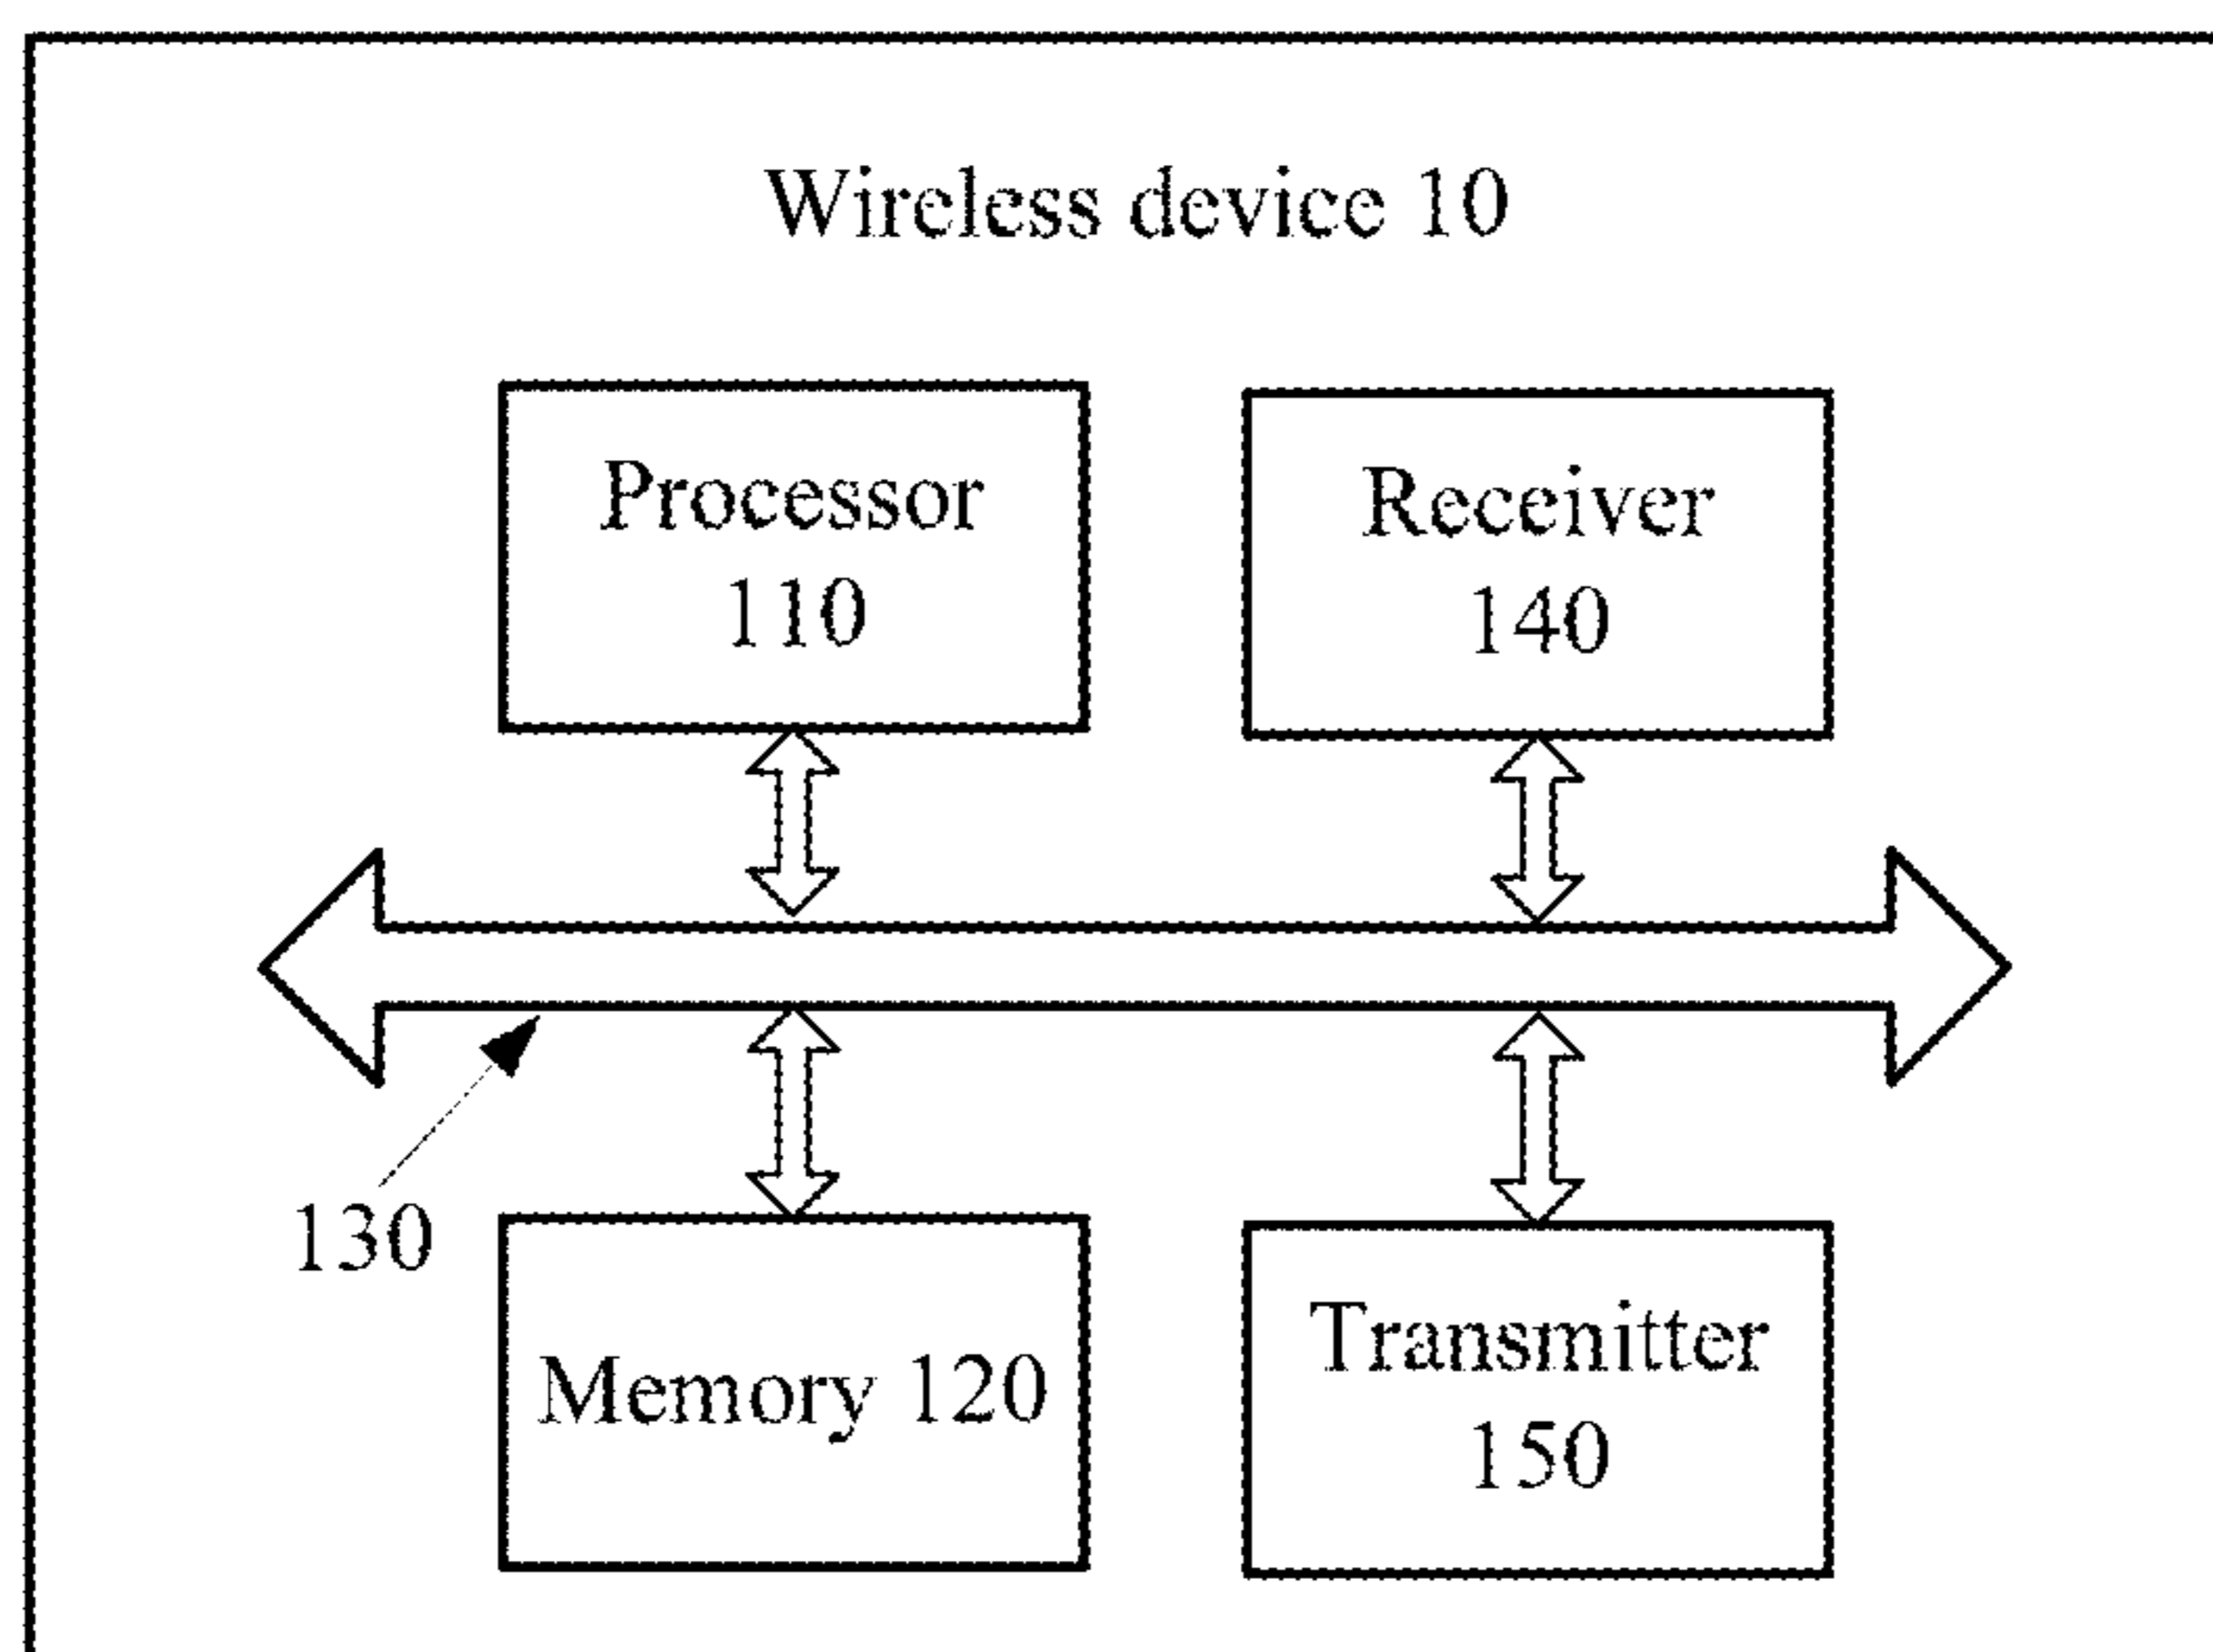 Wireless device 10
Processor
110
Receiver
140
130
Memory 120
Transmitter
150